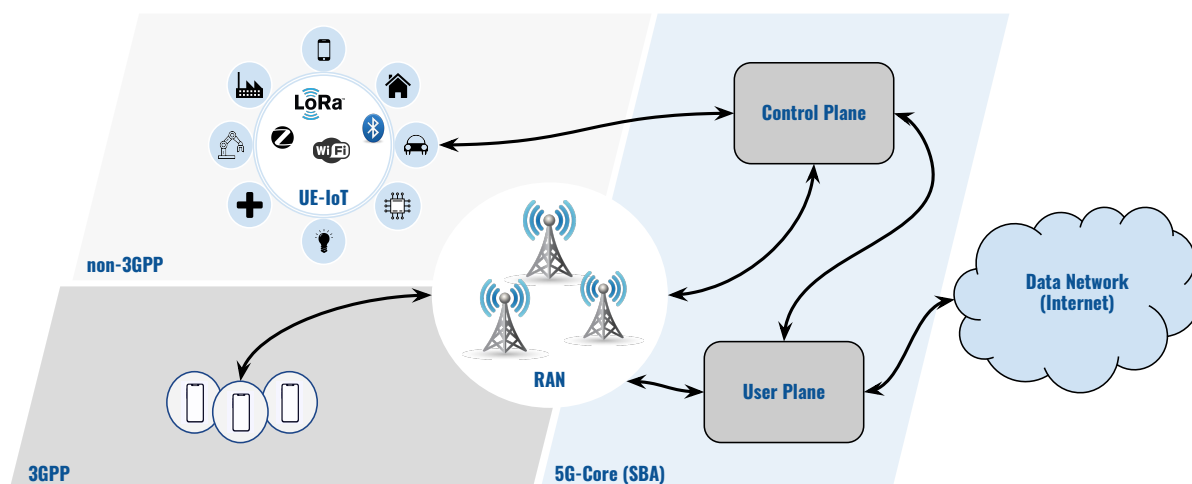 LoRa
Z
WiFi
UE-IoT
Control Plane
non-3GPP
Data Network
(Internet)
RAN
User Plane
3GPP
5G-Core (SBA)